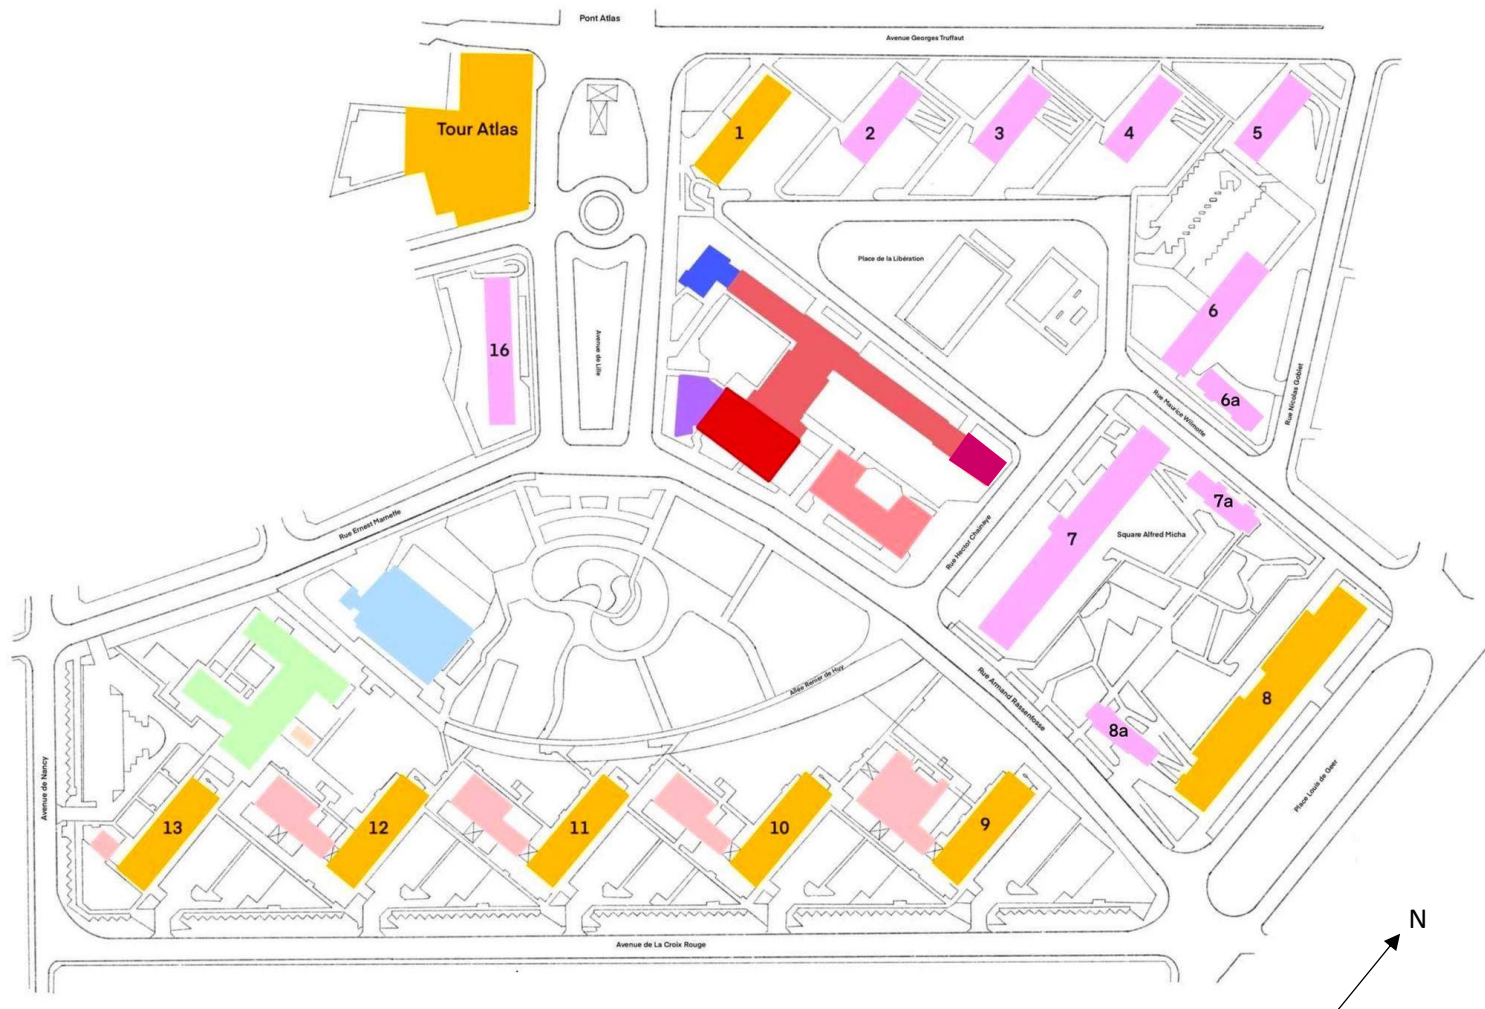 Pont Atlas
Avenue Georges Truffaut
Tour Atlas
1
2
3
4
5
Place de la Libération
6
16
Avenue de Lille
6a
Rue Maurice Wilmotte
Rue Nicolas Goblet
7a
Rue Ernest Marneffe
Rue Hector Chainaye
7
Square Alfred Micha
Allée Renier de Huy
Rue Armand Rassenfosse
8
8a
Avenue de Nancy
Place Louis de Geer
13
12
11
10
9
N
Avenue de La Croix Rouge